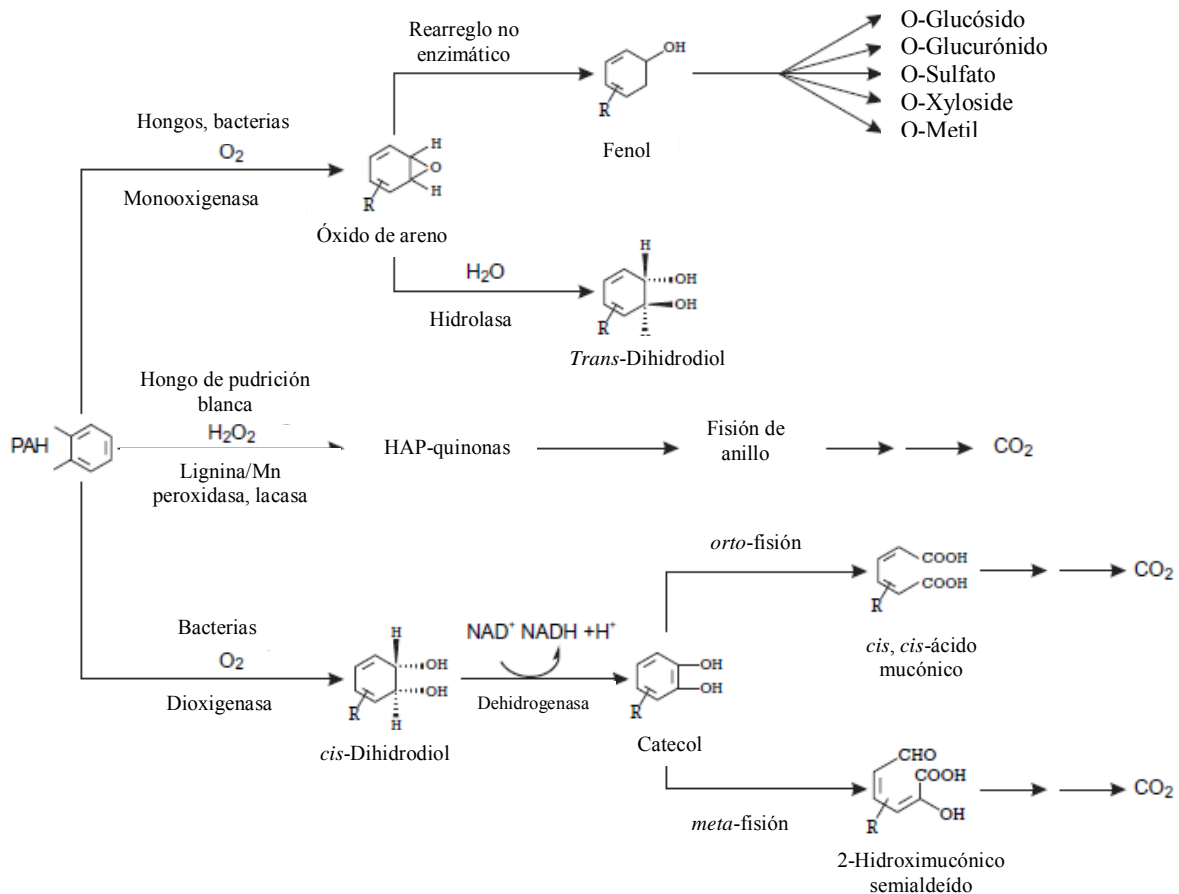 Rearreglo no
enzimático
OH
R
Fenol
O-Glucósido
O-Glucurónido
O-Sulfato
O-Xyloside
O-Metil
Hongos, bacterias
O2
Monooxigenasa
H
O
H
R
Óxido de areno
H2O
Hidrolasa
H
OH
OH
R
Trans-Dihidrodiol
PAH
Hongo de pudrición
blanca
H2O2
Lignina/Mn
peroxidasa, lacasa
HAP-quinonas
Fisión de
anillo
CO2
Bacterias
O2
Dioxigenasa
H
OH
OH
R
H
cis-Dihidrodiol
NAD+ NADH +H+
Dehidrogenasa
OH
OH
R
Catecol
orto-fisión
COOH
COOH
R
cis, cis-ácido
mucónico
CO2
meta-fisión
CHO
COOH
OH
R
2-Hidroximucónico
semialdeído
CO2